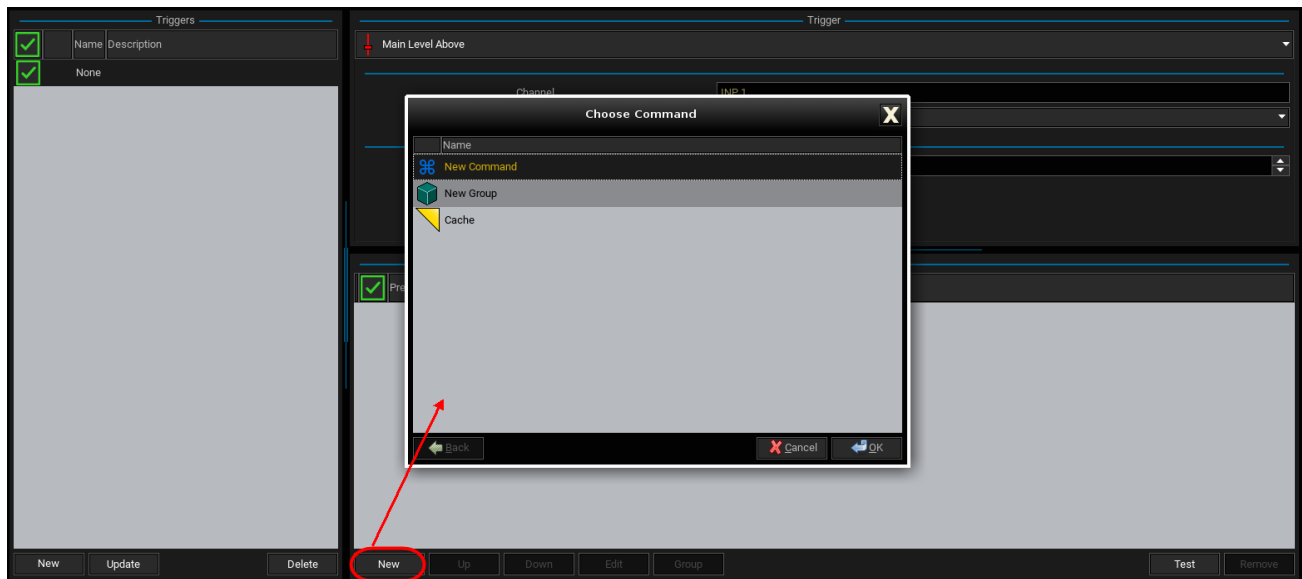 Triggers
Name Description
None
New Update Delete
Trigger
Main Level Above
Channel INP 1
Choose Command
Name
New Command
New Group
Cache
Back Cancel OK
Pre
New Up Down Edit Group Test Remove